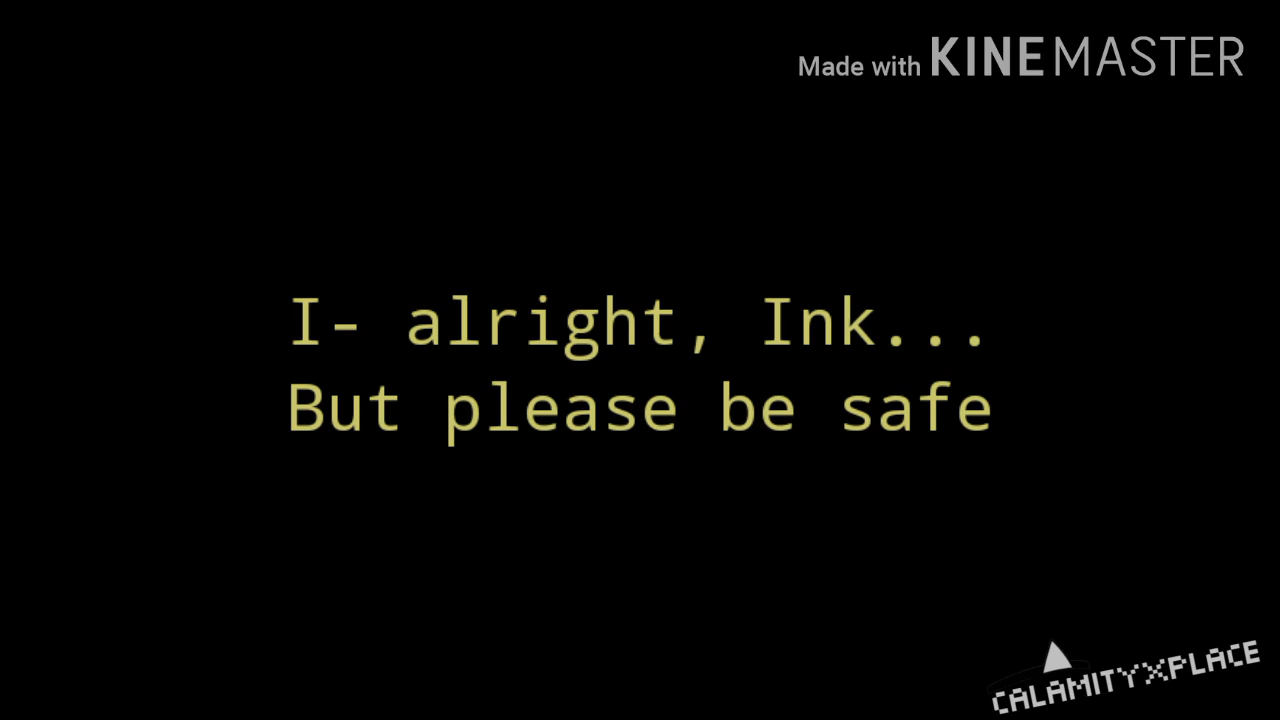 Made with KINEMASTER
I- alright, Ink...
But please be safe
CALAMITYXPLACE